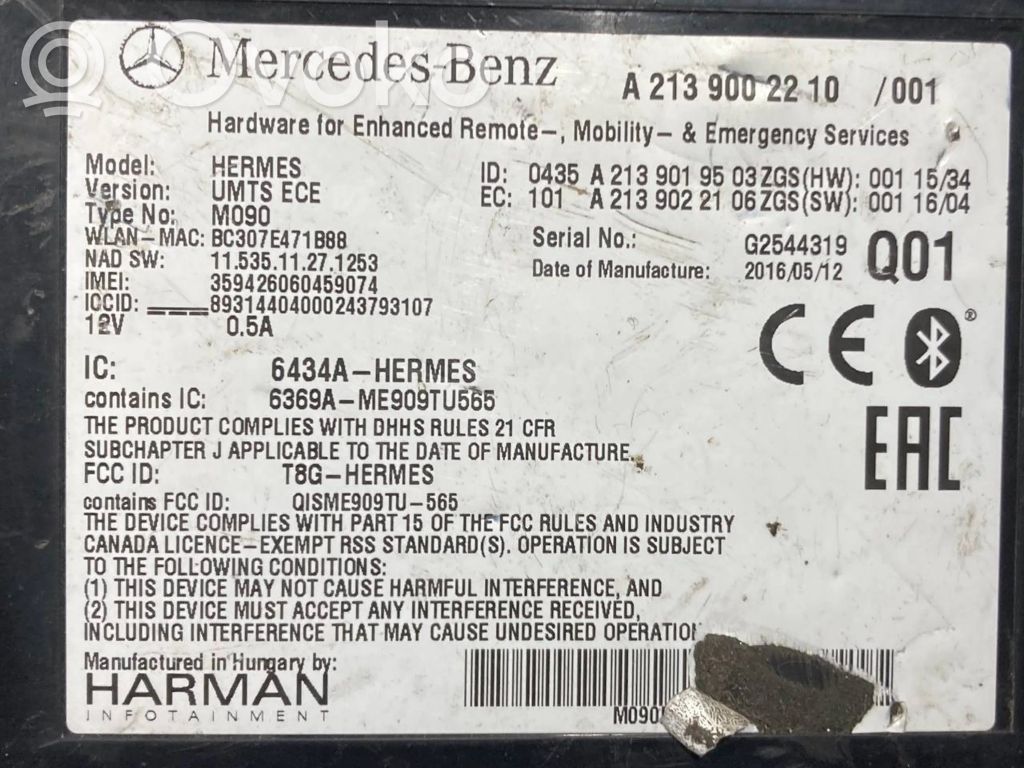 OVOKO
Mercedes-Benz A 213 900 22 10 /001
Hardware for Enhanced Remote-, Mobility- & Emergency Services
Model: HERMES ID: 0435 A 213 901 95 03 ZGS(HW): 001 15/34
Version: UMTS ECE EC: 101 A 213 902 21 06 ZGS(SW): 001 16/04
Type No: M090
WLAN-MAC: BC307E471B88 Serial No.: G2544319 Q01
NAD SW: 11.535.11.27.1253 Date of Manufacture: 2016/05/12
IMEI: 359426060459074
ICCID: 89314404000243793107
12V 0.5A
IC: 6434A-HERMES
contains IC: 6369A-ME909TU565
THE PRODUCT COMPLIES WITH DHHS RULES 21 CFR
SUBCHAPTER J APPLICABLE TO THE DATE OF MANUFACTURE.
FCC ID: T8G-HERMES
contains FCC ID: QISME909TU-565
THE DEVICE COMPLIES WITH PART 15 OF THE FCC RULES AND INDUSTRY
CANADA LICENCE-EXEMPT RSS STANDARD(S). OPERATION IS SUBJECT
TO THE FOLLOWING CONDITIONS:
(1) THIS DEVICE MAY NOT CAUSE HARMFUL INTERFERENCE, AND
(2) THIS DEVICE MUST ACCEPT ANY INTERFERENCE RECEIVED,
INCLUDING INTERFERENCE THAT MAY CAUSE UNDESIRED OPERATIO
CE ®
EAC
Manufactured in Hungary by:
HARMAN
INFOTAINMENT
M090